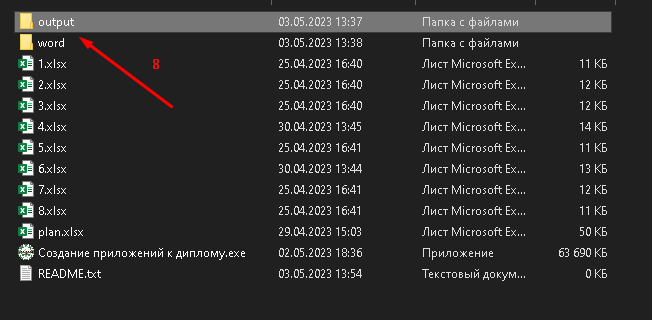 output 03.05.2023 13:37 Папка с файлами
word 03.05.2023 13:38 Папка с файлами
8
1.xlsx 25.04.2023 16:40 Лист Microsoft Ex... 11 КБ
2.xlsx 25.04.2023 16:40 Лист Microsoft Ex... 12 КБ
3.xlsx 25.04.2023 16:40 Лист Microsoft Ex... 12 КБ
4.xlsx 30.04.2023 13:45 Лист Microsoft Ex... 14 КБ
5.xlsx 25.04.2023 16:41 Лист Microsoft Ex... 11 КБ
6.xlsx 30.04.2023 13:44 Лист Microsoft Ex... 13 КБ
7.xlsx 25.04.2023 16:41 Лист Microsoft Ex... 12 КБ
8.xlsx 25.04.2023 16:41 Лист Microsoft Ex... 11 КБ
plan.xlsx 29.04.2023 15:03 Лист Microsoft Ex... 50 КБ
Создание приложений к диплому.exe 02.05.2023 18:36 Приложение 63 690 КБ
README.txt 03.05.2023 13:54 Текстовый докум... 0 КБ